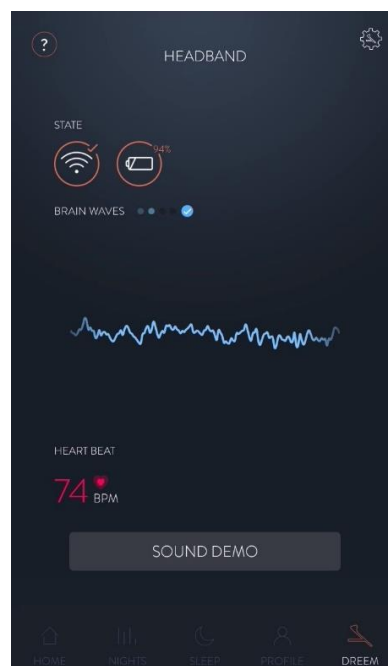 ?
HEADBAND
STATE
94%
BRAIN WAVES
HEART BEAT
74 BPM
SOUND DEMO
HOME NIGHTS SLEEP PROFILE DREEM